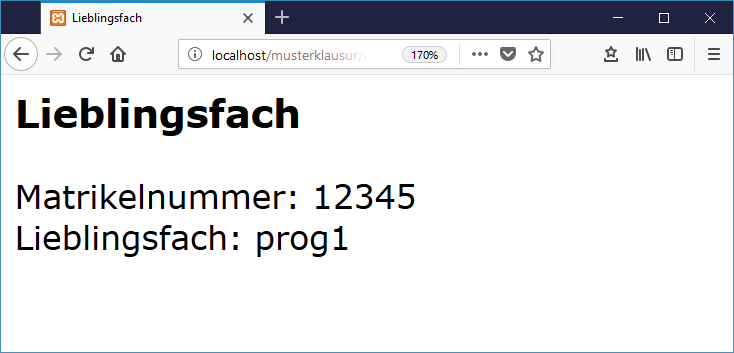 Lieblingsfach
localhost/musterklausur/
170%
Lieblingsfach
Matrikelnummer: 12345
Lieblingsfach: prog1